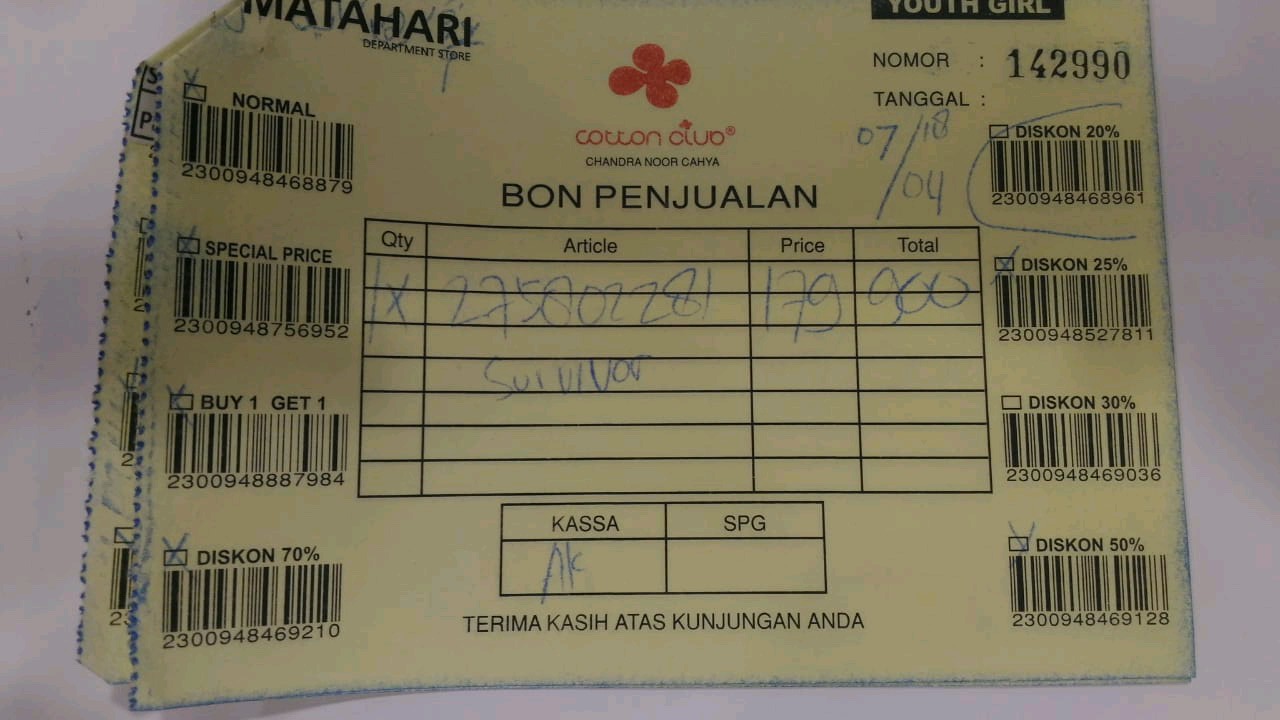 MATAHARI
DEPARTMENT STORE
YOUTH GIRL
NOMOR : 142990
TANGGAL :
07/18
/04
cotton club®
CHANDRA NOOR CAHYA
BON PENJUALAN
NORMAL
2300948468879
SPECIAL PRICE
2300948756952
BUY 1 GET 1
2300948887984
DISKON 70%
2300948469210
Qty Article Price Total
1x 275802281 179 900
Survivor
KASSA SPG
AK
TERIMA KASIH ATAS KUNJUNGAN ANDA
DISKON 20%
2300948468961
DISKON 25%
2300948527811
DISKON 30%
2300948469036
DISKON 50%
2300948469128